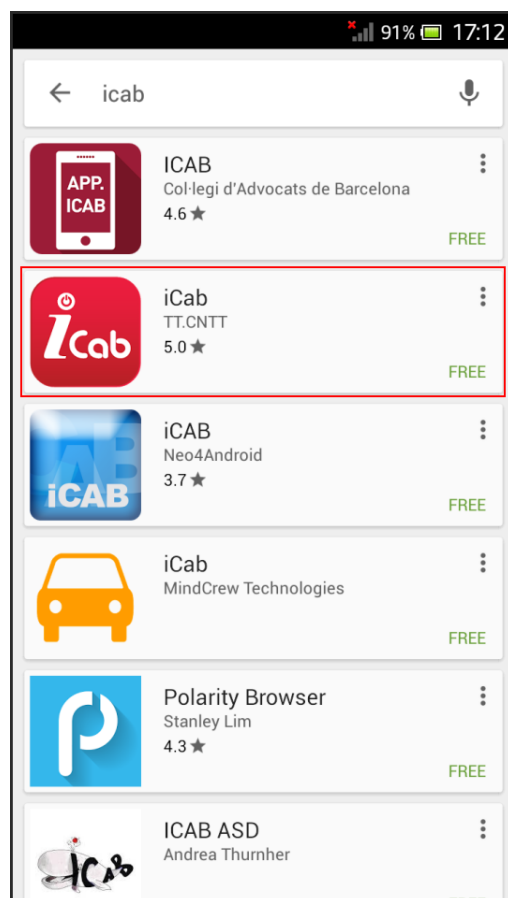 91% 17:12
icab
APP.
ICAB
ICAB
Col·legi d'Advocats de Barcelona
4.6
FREE
iCab
iCab
TT.CNTT
5.0
FREE
iCAB
iCAB
Neo4Android
3.7
FREE
iCab
MindCrew Technologies
FREE
Polarity Browser
Stanley Lim
4.3
FREE
ICAB
ICAB ASD
Andrea Thurnher